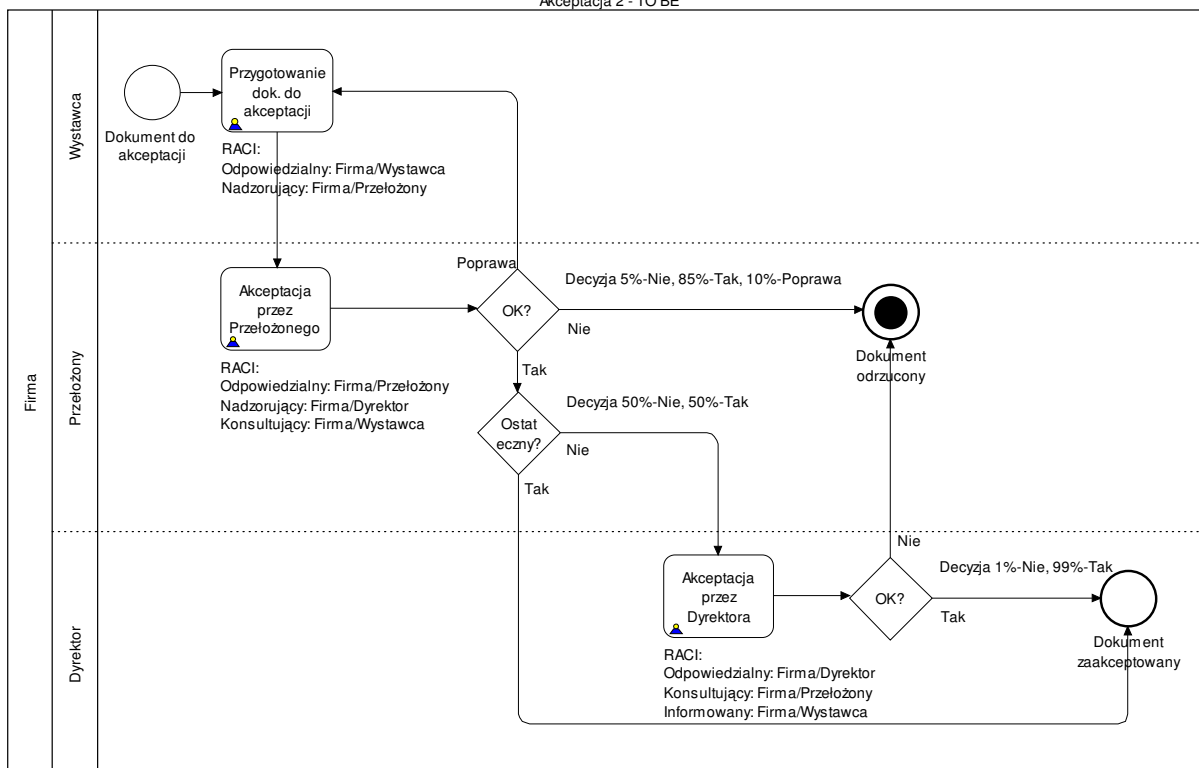 Akceptacja 2 - TO BE
Firma
Wystawca
Dokument do
akceptacji
Przygotowanie
dok. do
akceptacji
RACI:
Odpowiedzialny: Firma/Wystawca
Nadzorujący: Firma/Przełożony
Przełożony
Akceptacja
przez
Przełożonego
RACI:
Odpowiedzialny: Firma/Przełożony
Nadzorujący: Firma/Dyrektor
Konsultujący: Firma/Wystawca
Poprawa
OK?
Decyzja 5%-Nie, 85%-Tak, 10%-Poprawa
Nie
Tak
Dokument
odrzucony
Ostat
eczny?
Decyzja 50%-Nie, 50%-Tak
Nie
Tak
Dyrektor
Akceptacja
przez
Dyrektora
RACI:
Odpowiedzialny: Firma/Dyrektor
Konsultujący: Firma/Przełożony
Informowany: Firma/Wystawca
Nie
OK?
Decyzja 1%-Nie, 99%-Tak
Tak
Dokument
zaakceptowany